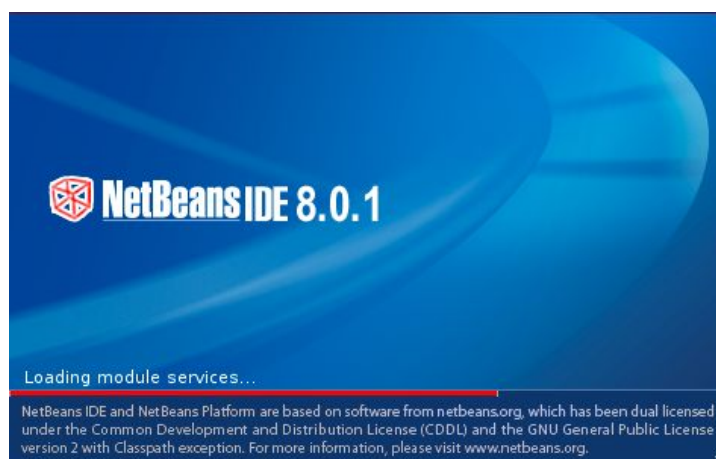 NetBeans IDE 8.0.1
Loading module services...
NetBeans IDE and NetBeans Platform are based on software from netbeans.org, which has been dual licensed
under the Common Development and Distribution License (CDDL) and the GNU General Public License
version 2 with Classpath exception. For more information, please visit www.netbeans.org.